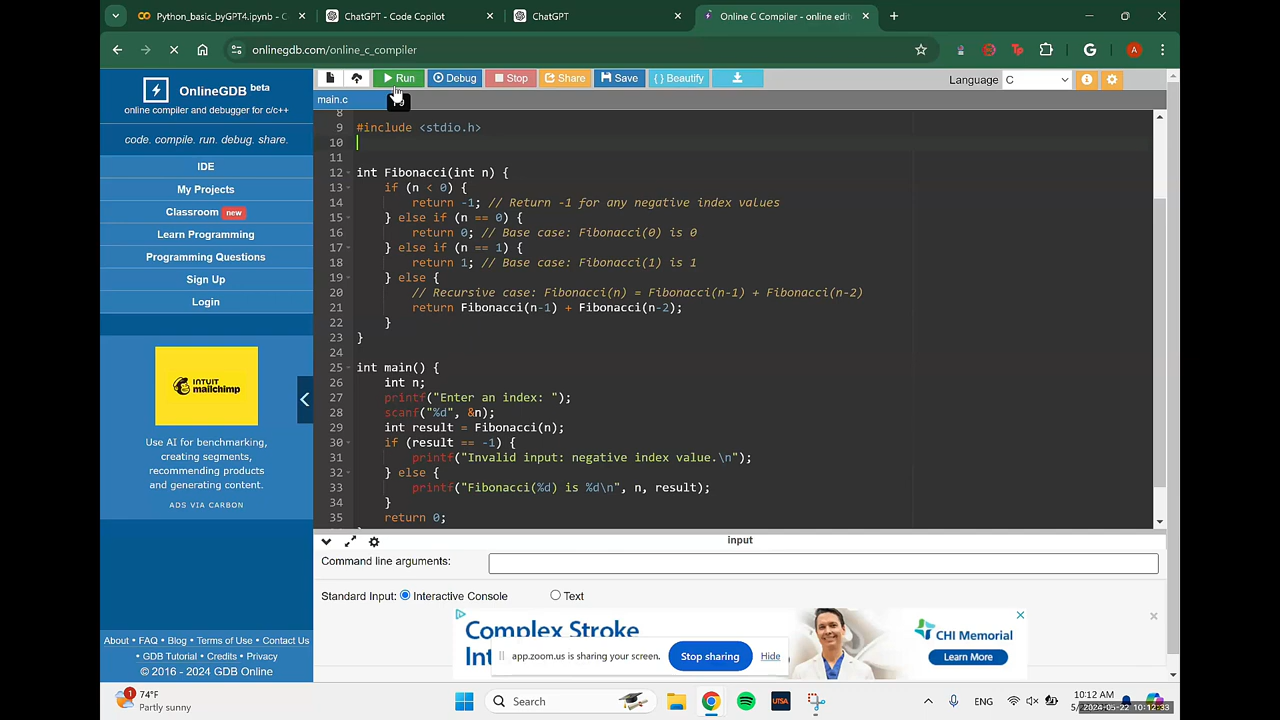 Python_basic_byGPT4.ipynb - C
ChatGPT - Code Copilot
ChatGPT
Online C Compiler - online edit
onlinegdb.com/online_c_compiler
A
OnlineGDB beta
online compiler and debugger for c/c++
code. compile. run. debug. share.
IDE
My Projects
Classroom new
Learn Programming
Programming Questions
Sign Up
Login
INTUIT
mailchimp
Use AI for benchmarking,
creating segments,
recommending products
and generating content.
ADS VIA CARBON
About • FAQ • Blog • Terms of Use • Contact Us
• GDB Tutorial • Credits • Privacy
© 2016 - 2024 GDB Online
Run Debug Stop Share Save { } Beautify
Language C
main.c
8
9 #include <stdio.h>
10
11
12 int Fibonacci(int n) {
13 if (n < 0) {
14 return -1; // Return -1 for any negative index values
15 } else if (n == 0) {
16 return 0; // Base case: Fibonacci(0) is 0
17 } else if (n == 1) {
18 return 1; // Base case: Fibonacci(1) is 1
19 } else {
20 // Recursive case: Fibonacci(n) = Fibonacci(n-1) + Fibonacci(n-2)
21 return Fibonacci(n-1) + Fibonacci(n-2);
22 }
23 }
24
25 int main() {
26 int n;
27 printf("Enter an index: ");
28 scanf("%d", &n);
29 int result = Fibonacci(n);
30 if (result == -1) {
31 printf("Invalid input: negative index value.\n");
32 } else {
33 printf("Fibonacci(%d) is %d\n", n, result);
34 }
35 return 0;
input
Command line arguments:
Standard Input: Interactive Console Text
Complex Stroke
CHI Memorial
Learn More
app.zoom.us is sharing your screen.
Stop sharing
Hide
1
74°F
Partly sunny
Search
UTSA
ENG
10:12 AM
2024-05-22 10:12:33